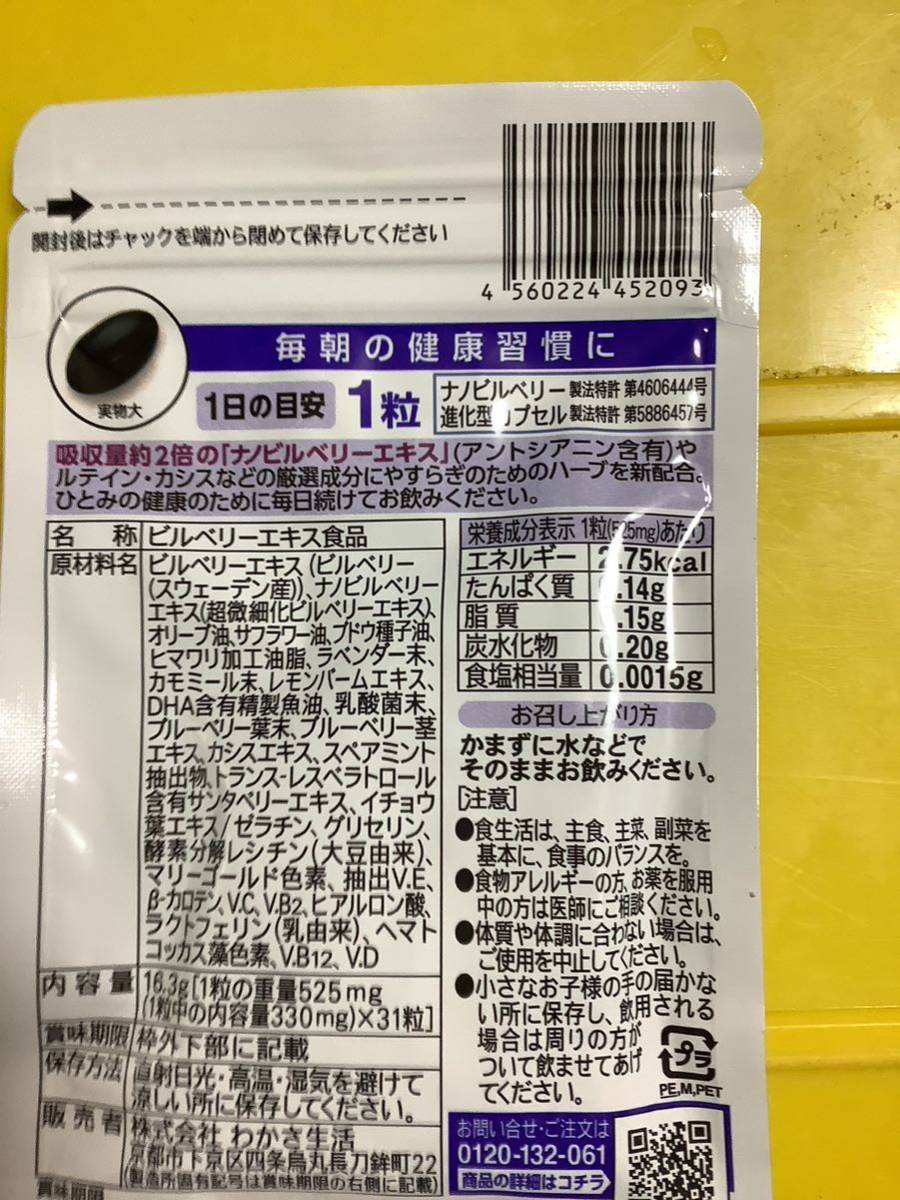 開封後はチャックを端から閉めて保存してください
4 560224 452093
実物大
毎朝の健康習慣に
1日の目安 1粒
ナノビルベリー 製法特許 第4606444号
進化型 プセル 製法特許 第5886457号
吸収量約2倍の「ナノビルベリーエキス」(アントシアニン含有)や
ルテイン・カシスなどの厳選成分にやすらぎのためのハーブを新配合。
ひとみの健康のために毎日続けてお飲みください。
名称 ビルベリーエキス食品
原材料名 ビルベリーエキス(ビルベリー
(スウェーデン産))、ナノビルベリー
エキス(超微細化ビルベリーエキス)、
オリーブ油、サフラワー油、ブドウ種子油、
ヒマワリ加工油脂、ラベンダー末、
カモミール末、レモンバームエキス、
DHA含有精製魚油、乳酸菌末、
ブルーベリー葉末、ブルーベリー茎
エキス、カシスエキス、スペアミント
抽出物、トランス-レスベラトロール
含有サンタベリーエキス、イチョウ
葉エキス/ゼラチン、グリセリン、
酵素分解レシチン(大豆由来)、
マリーゴールド色素、抽出V.E、
β-カロテン、V.C、V.B2、ヒアルロン酸、
ラクトフェリン(乳由来)、ヘマト
コッカス藻色素、V.B12、V.D
内容量 16.3g[1粒の重量525mg
(1粒中の内容量330mg)×31粒]
賞味期限 枠外下部に記載
保存方法 直射日光・高温・湿気を避けて
涼しい所に保存してください。
販売者 株式会社 わかさ生活
京都市下京区四条烏丸長刀鉾町22
(製造所固有記号は賞味期限の右側に記載)
賞味期限
栄養成分表示 1粒(525mg)あたり
エネルギー 2.75kcal
たんぱく質 .14g
脂質 .15g
炭水化物 .20g
食塩相当量 0.0015g
お召し上がり方
かまずに水などで
そのままお飲みください。
[注意]
●食生活は、主食、主菜、副菜を
基本に、食事のバランスを。
●食物アレルギーの方、お薬を服用
中の方は医師にご相談ください。
●体質や体調に合わない場合は、
ご使用を中止してください。
●小さなお子様の手の届かな
い所に保存し、飲用される
場合は周りの方が
ついて飲ませてあげ
てください。
プラ
PE,M,PET
お問い合せ・ご注文は
0120-132-061
商品の詳細はコチラ